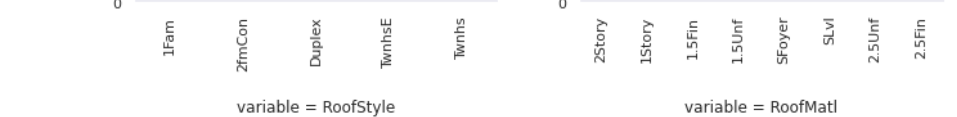 0
1Fam 2fmCon Duplex TwnhsE Twnhs
variable = RoofStyle
0
2Story 1Story 1.5Fin 1.5Unf SFoyer SLvl 2.5Unf 2.5Fin
variable = RoofMatl